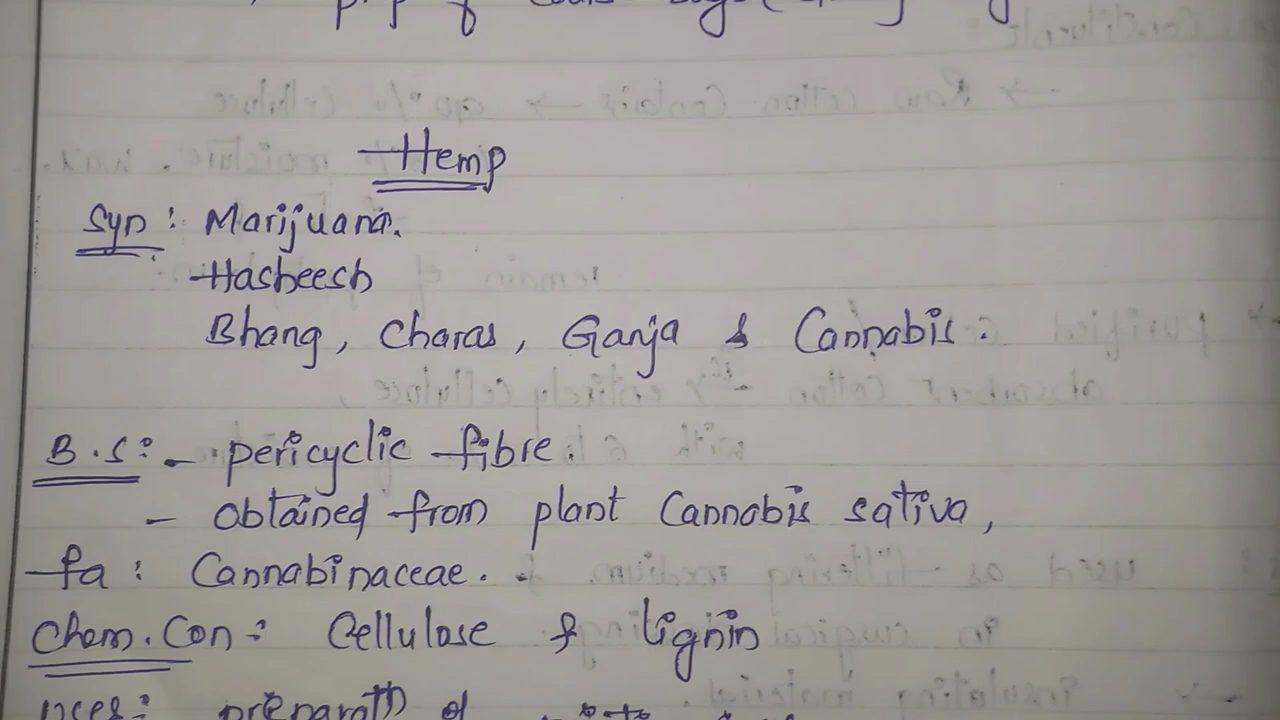 Hemp
Syn: Marijuana.
Hasheesh
Bhang, Charas, Ganja & Cannabis.
B.S: - pericyclic fibre.
- Obtained from plant Cannabis sativa,
fa: Cannabinaceae.
Chem. Con: Cellulose & lignin